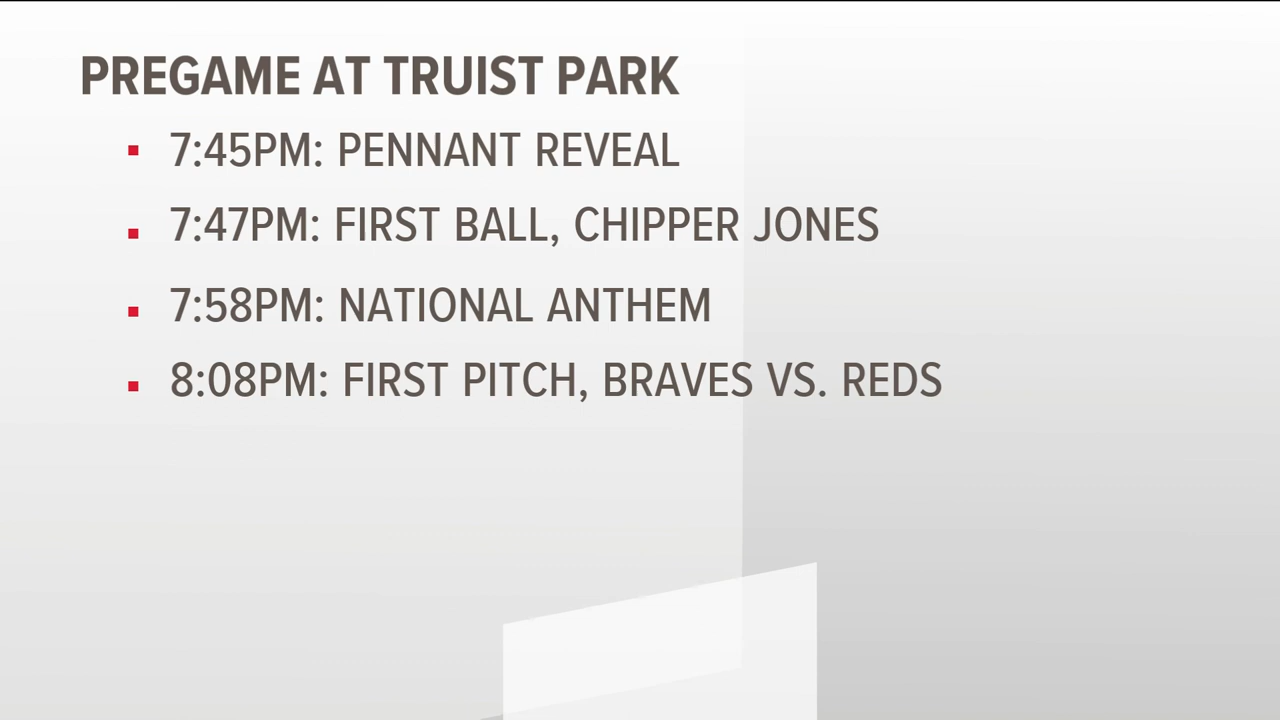 PREGAME AT TRUIST PARK
7:45PM: PENNANT REVEAL
7:47PM: FIRST BALL, CHIPPER JONES
7:58PM: NATIONAL ANTHEM
8:08PM: FIRST PITCH, BRAVES VS. REDS